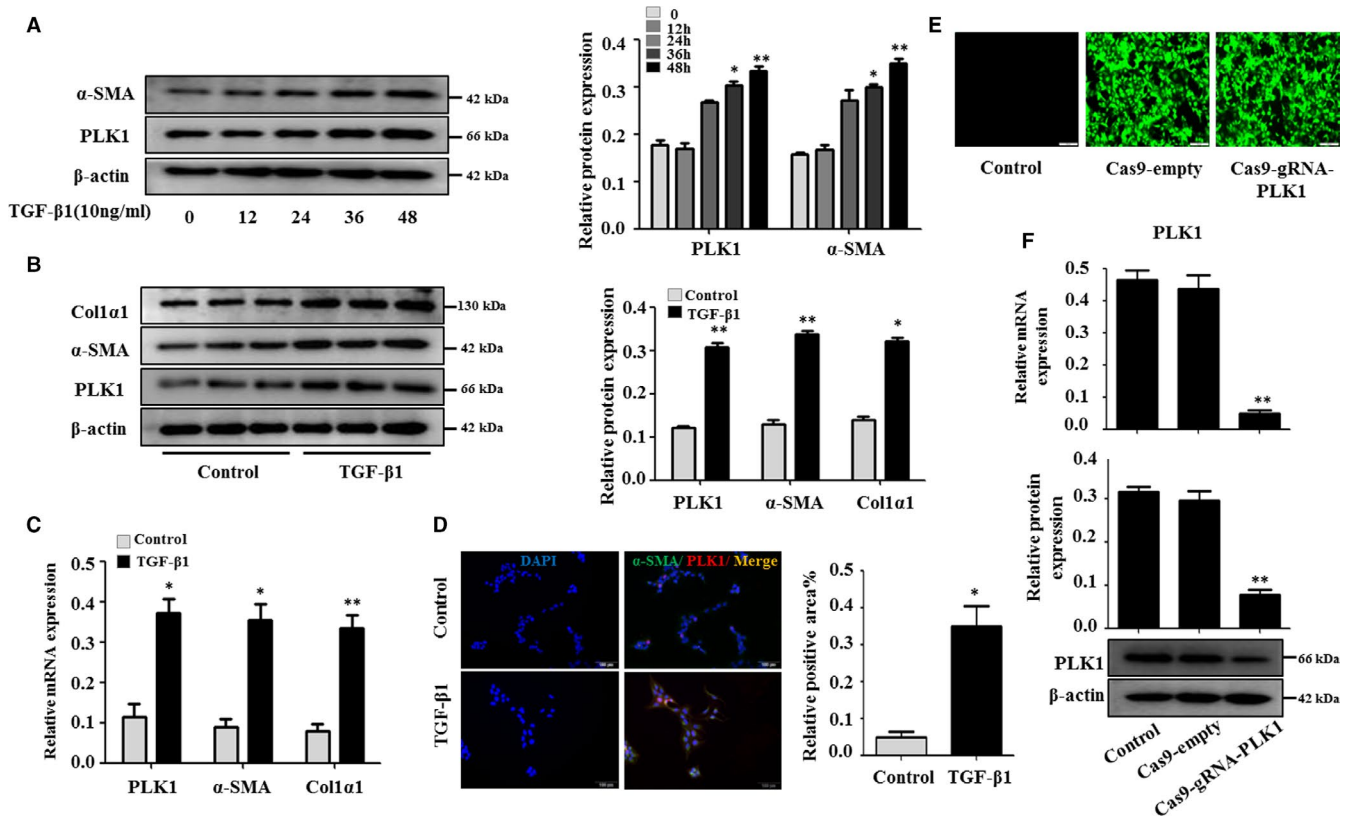 A
α-SMA
42 kDa
PLK1
66 kDa
β-actin
42 kDa
TGF-β1(10ng/ml)
0 12 24 36 48
0
12h
24h
36h
48h
Relative protein expression
0.4
0.3
0.2
0.1
0.0
* ** * **
PLK1 α-SMA
B
Col1α1
130 kDa
α-SMA
42 kDa
PLK1
66 kDa
β-actin
42 kDa
Control TGF-β1
Control
TGF-β1
Relative protein expression
0.4
0.3
0.2
0.1
0.0
** ** *
PLK1 α-SMA Col1α1
C
Control
TGF-β1
Relative mRNA expression
0.5
0.4
0.3
0.2
0.1
0.0
* * **
PLK1 α-SMA Col1α1
D
DAPI
α-SMA/ PLK1/ Merge
Control
TGF-β1
100 μm
100 μm
100 μm
100 μm
Relative positive area%
0.5
0.4
0.3
0.2
0.1
0.0
*
Control TGF-β1
E
Control
Cas9-empty
Cas9-gRNA-
PLK1
F
PLK1
Relative mRNA
expression
0.5
0.4
0.3
0.2
0.1
0.0
**
Relative protein
expression
0.4
0.3
0.2
0.1
0.0
**
PLK1
66 kDa
β-actin
42 kDa
Control
Cas9-empty
Cas9-gRNA-PLK1